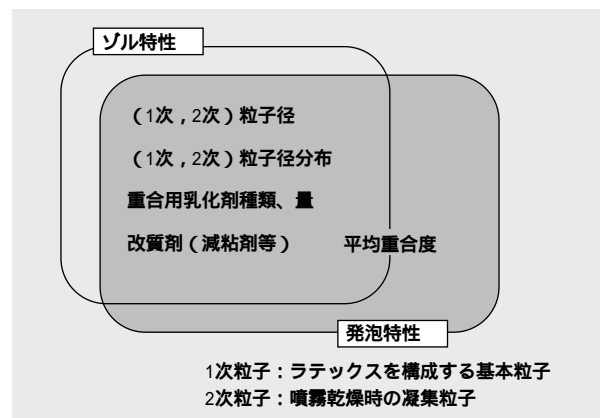 ゾル特性
（1次，2次）粒子径
（1次，2次）粒子径分布
重合用乳化剤種類、量
改質剤（減粘剤等）　平均重合度
発泡特性
1次粒子：ラテックスを構成する基本粒子
2次粒子：噴霧乾燥時の凝集粒子